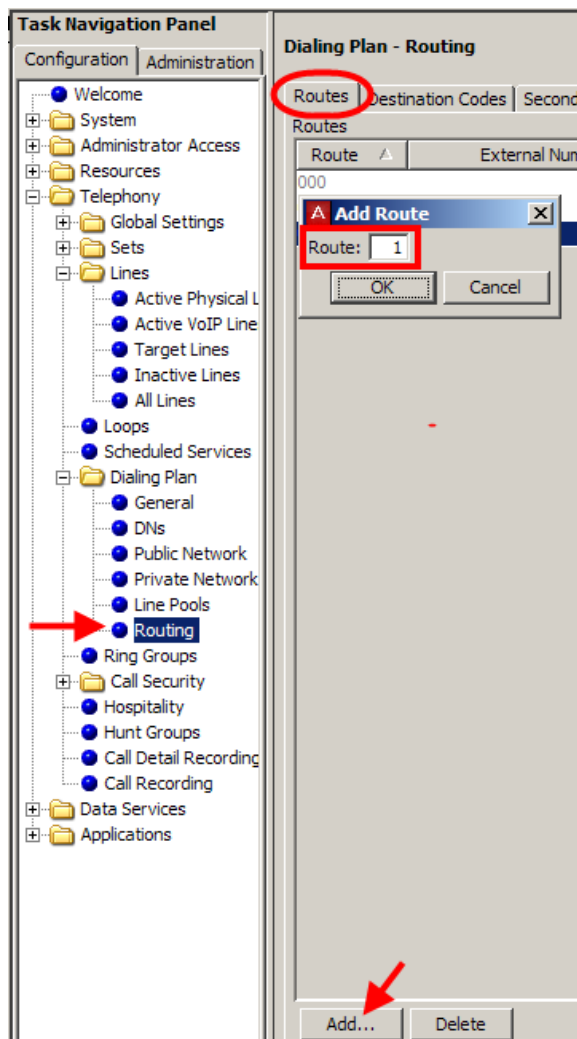 Task Navigation Panel
Configuration
Administration
Welcome
System
Administrator Access
Resources
Telephony
Global Settings
Sets
Lines
Active Physical L
Active VoIP Line
Target Lines
Inactive Lines
All Lines
Loops
Scheduled Services
Dialing Plan
General
DNs
Public Network
Private Network
Line Pools
Routing
Ring Groups
Call Security
Hospitality
Hunt Groups
Call Detail Recording
Call Recording
Data Services
Applications
Dialing Plan - Routing
Routes
Destination Codes
Second
Routes
Route
External Num
000
A Add Route
Route: 1
OK
Cancel
Add...
Delete